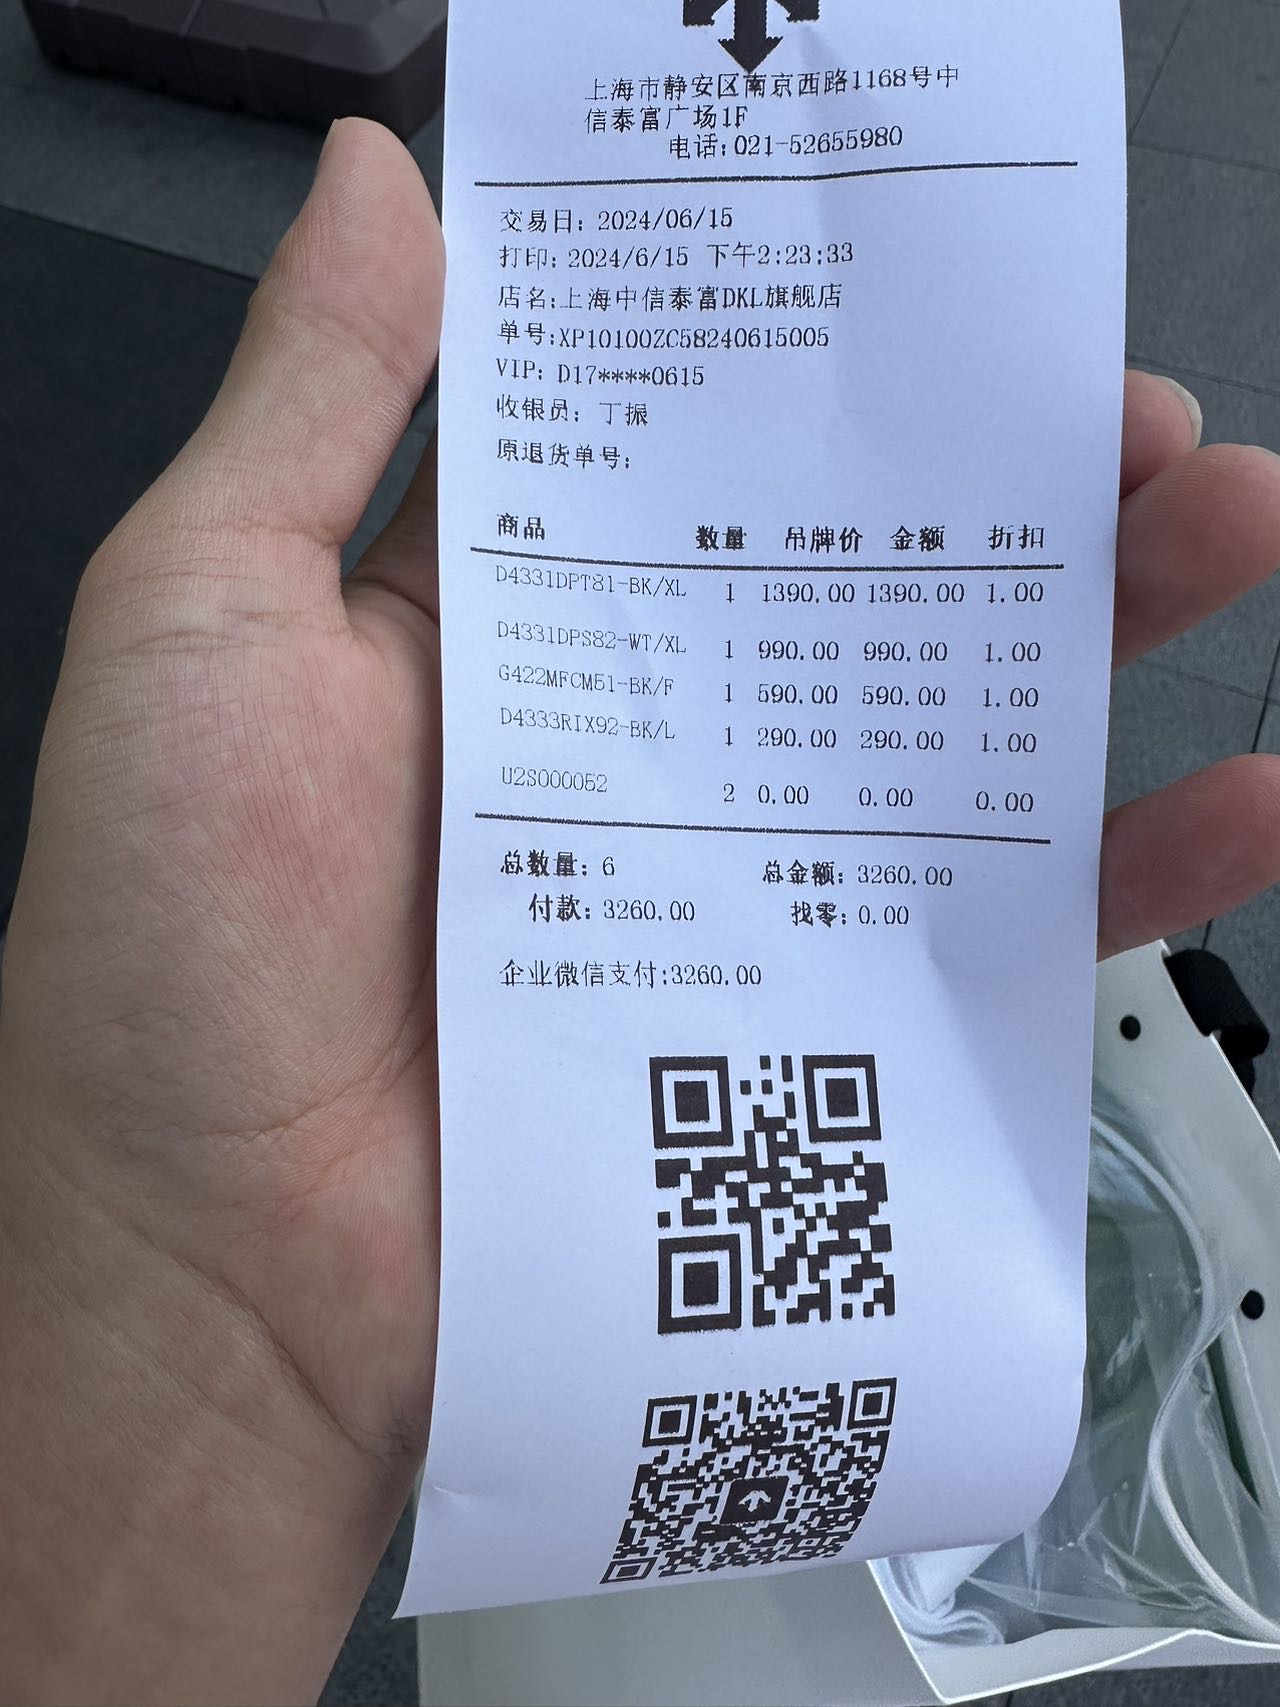 上海市静安区南京西路1168号中
信泰富广场1F
电话:021-52655980
交易日: 2024/06/15
打印: 2024/6/15 下午2:23:33
店名:上海中信泰富DKL旗舰店
单号:XP10100ZC58240615005
VIP: D17****0615
收银员: 丁振
原退货单号:
商品 数量 吊牌价 金额 折扣
D4331DPT81-BK/XL 1 1390.00 1390.00 1.00
D4331DPS82-WT/XL 1 990.00 990.00 1.00
G422MFCM51-BK/F 1 590.00 590.00 1.00
D4333RIX92-BK/L 1 290.00 290.00 1.00
U2S000052 2 0.00 0.00 0.00
总数量: 6 总金额: 3260.00
付款: 3260.00 找零: 0.00
企业微信支付:3260.00